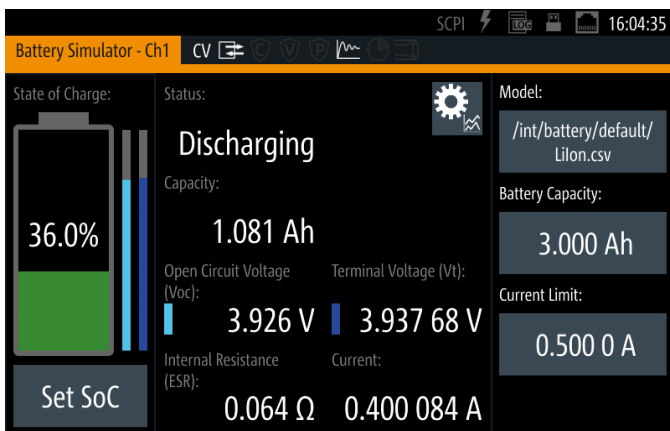 SCPI LOG 16:04:35
Battery Simulator - Ch1 CV C V P
State of Charge:
36.0%
Set SoC
Status:
Discharging
Capacity:
1.081 Ah
Open Circuit Voltage
(Voc):
3.926 V
Terminal Voltage (Vt):
3.937 68 V
Internal Resistance
(ESR):
0.064 Ω
Current:
0.400 084 A
Model:
/int/battery/default/
LiIon.csv
Battery Capacity:
3.000 Ah
Current Limit:
0.500 0 A